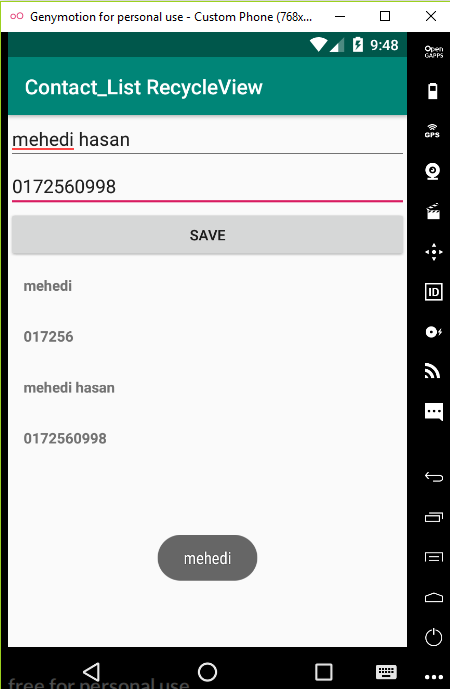 Genymotion for personal use - Custom Phone (768x...
9:48
Contact_List RecycleView
mehedi hasan
0172560998
SAVE
mehedi
017256
mehedi hasan
0172560998
mehedi
free for personal use
Open
GAPPS
GPS
ID